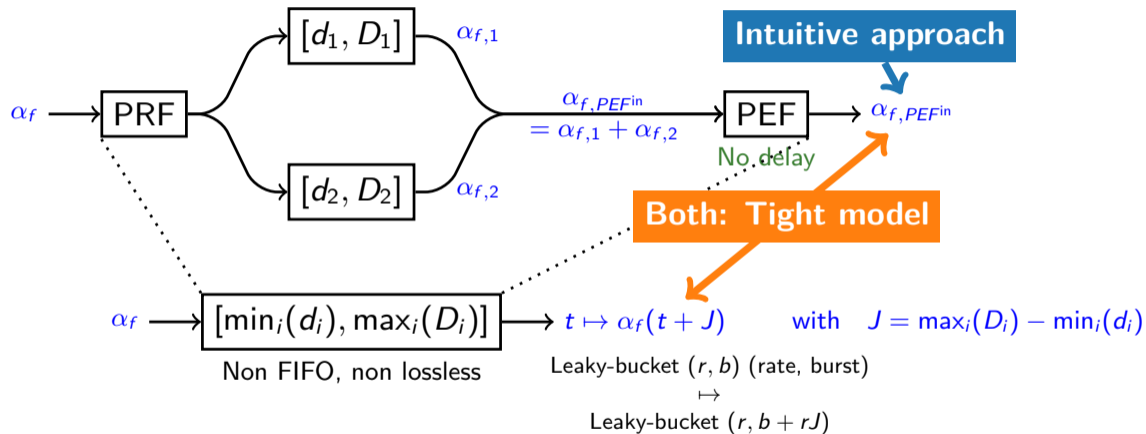 Intuitive approach
[d₁, D₁]
α_{f,1}
α_f
PRF
α_{f,PEF^{in}}
= α_{f,1} + α_{f,2}
PEF
α_{f,PEF^{in}}
No delay
[d₂, D₂]
α_{f,2}
Both: Tight model
α_f
[min_i(d_i), max_i(D_i)]
t ↦ α_f(t + J) with J = max_i(D_i) − min_i(d_i)
Non FIFO, non lossless
Leaky-bucket (r, b) (rate, burst)
↦
Leaky-bucket (r, b + rJ)